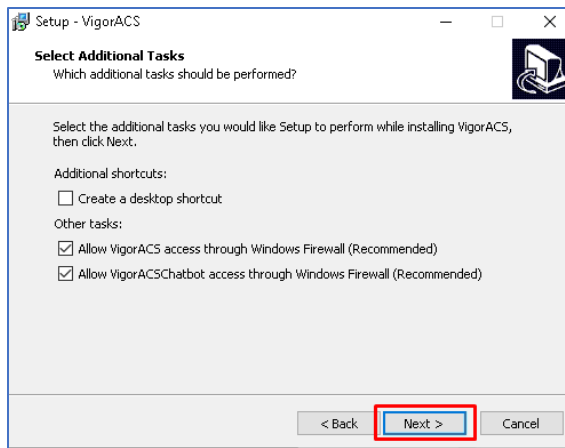 Setup - VigorACS
Select Additional Tasks
Which additional tasks should be performed?
Select the additional tasks you would like Setup to perform while installing VigorACS,
then click Next.
Additional shortcuts:
Create a desktop shortcut
Other tasks:
Allow VigorACS access through Windows Firewall (Recommended)
Allow VigorACSChatbot access through Windows Firewall (Recommended)
< Back Next > Cancel